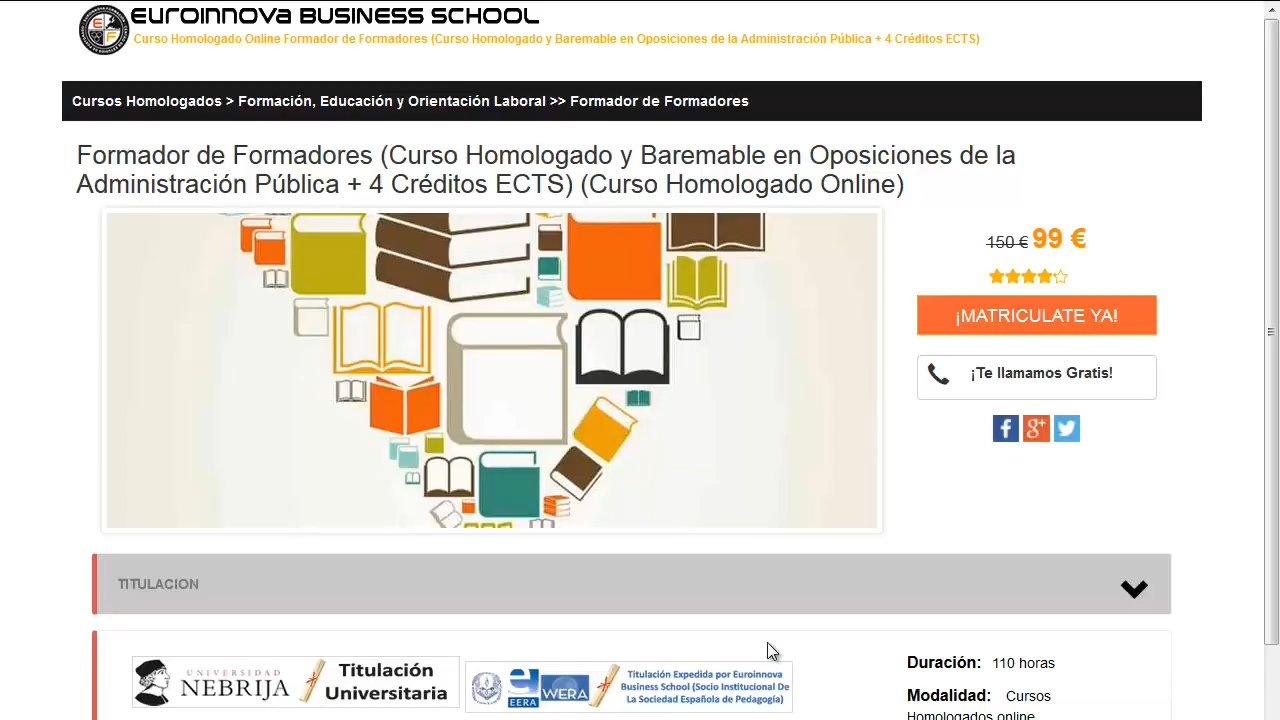 EUROINNOVA BUSINESS SCHOOL
Curso Homologado Online Formador de Formadores (Curso Homologado y Baremable en Oposiciones de la Administración Pública + 4 Créditos ECTS)
Cursos Homologados > Formación, Educación y Orientación Laboral >> Formador de Formadores
Formador de Formadores (Curso Homologado y Baremable en Oposiciones de la
Administración Pública + 4 Créditos ECTS) (Curso Homologado Online)
150 € 99 €
¡MATRICULATE YA!
¡Te llamamos Gratis!
TITULACION
UNIVERSIDAD
NEBRIJA
Titulación
Universitaria
EERA
WERA
Titulación Expedida por Euroinnova
Business School (Socio Institucional De
La Sociedad Española de Pedagogía)
Duración: 110 horas
Modalidad: Cursos
Homologados online